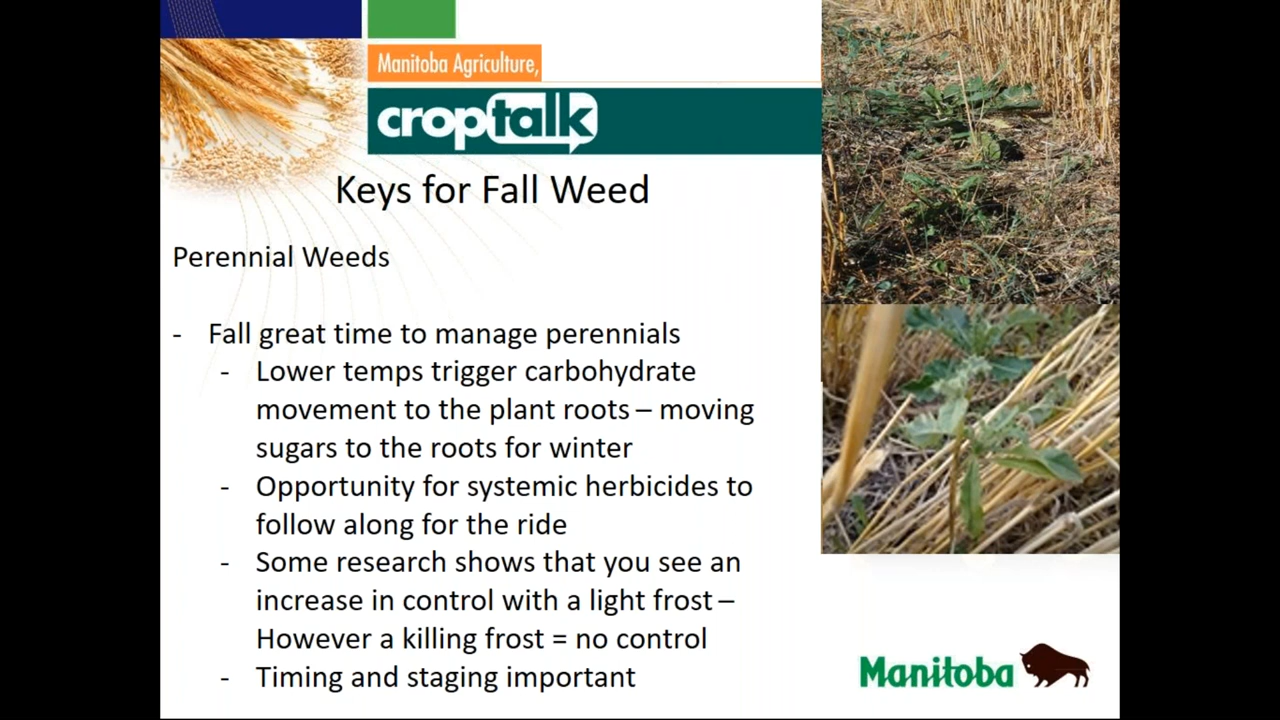 Manitoba Agriculture,
croptalk
Keys for Fall Weed
Perennial Weeds
- Fall great time to manage perennials
- Lower temps trigger carbohydrate
movement to the plant roots – moving
sugars to the roots for winter
- Opportunity for systemic herbicides to
follow along for the ride
- Some research shows that you see an
increase in control with a light frost –
However a killing frost = no control
- Timing and staging important
Manitoba